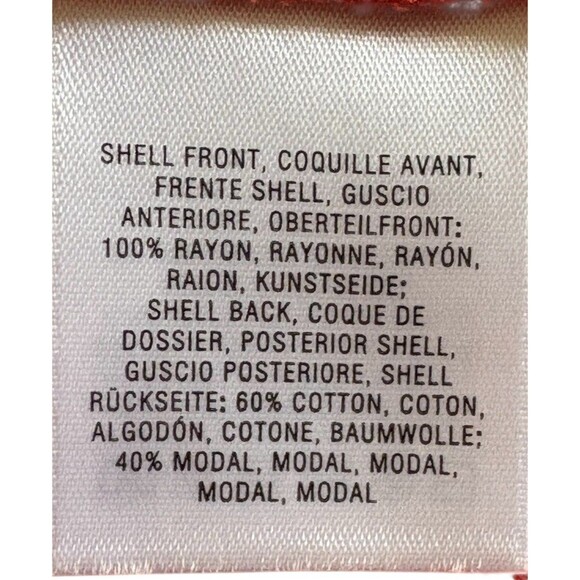 SHELL FRONT, COQUILLE AVANT,
FRENTE SHELL, GUSCIO
ANTERIORE, OBERTEILFRONT:
100% RAYON, RAYONNE, RAYÓN,
RAION, KUNSTSEIDE;
SHELL BACK, COQUE DE
DOSSIER, POSTERIOR SHELL,
GUSCIO POSTERIORE, SHELL
RÜCKSEITE: 60% COTTON, COTON,
ALGODÓN, COTONE, BAUMWOLLE;
40% MODAL, MODAL, MODAL,
MODAL, MODAL